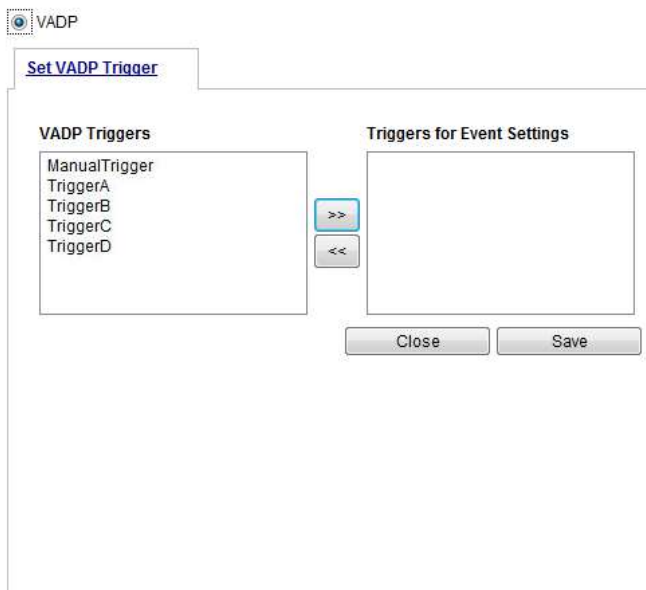 VADP
Set VADP Trigger
VADP Triggers
Triggers for Event Settings
ManualTrigger
TriggerA
TriggerB
TriggerC
TriggerD
>>
<<
Close
Save